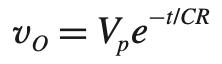 v_O = V_p e^{-t/CR}